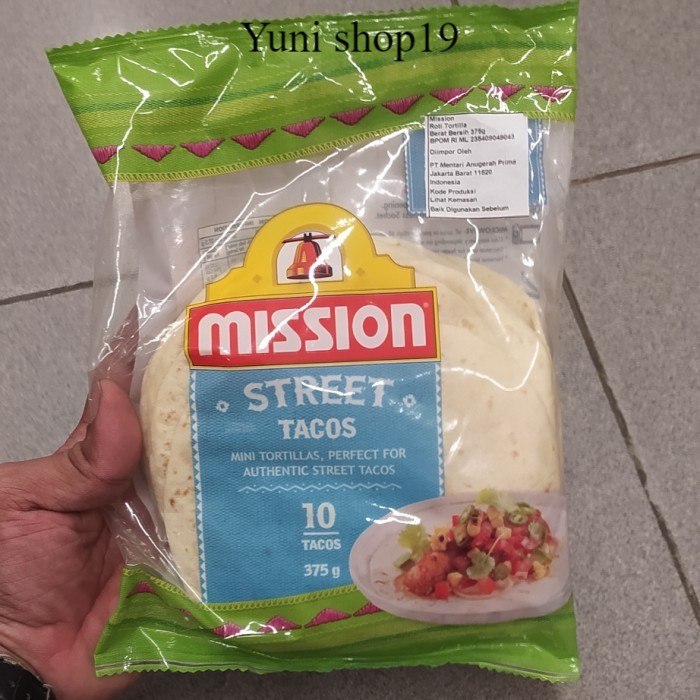 Yuni shop19
Mission
Roti Tortilla
Berat Bersih 375g
BPOM RI ML 235409049043
Diimpor Oleh
PT Mentari Anugerah Prima
Jakarta Barat 11520
Indonesia
Kode Produksi
Lihat Kemasan
Baik Digunakan Sebelum
MISSION
STREET
TACOS
MINI TORTILLAS, PERFECT FOR
AUTHENTIC STREET TACOS
10
TACOS
375 g